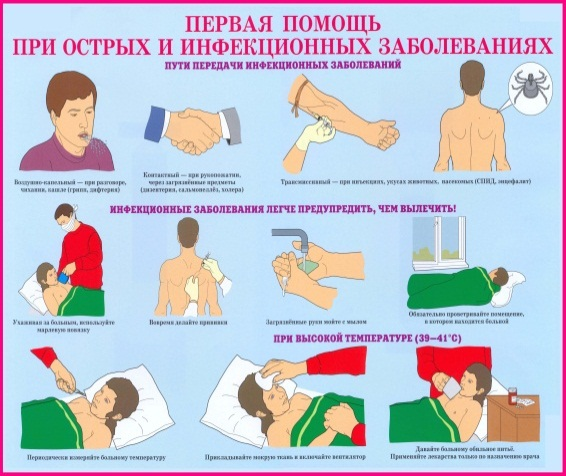 ПЕРВАЯ ПОМОЩЬ
ПРИ ОСТРЫХ И ИНФЕКЦИОННЫХ ЗАБОЛЕВАНИЯХ
ПУТИ ПЕРЕДАЧИ ИНФЕКЦИОННЫХ ЗАБОЛЕВАНИЙ
Воздушно-капельный — при разговоре,
чихании, кашле (грипп, дифтерия)
Контактный — при рукопожатии,
через загрязнённые предметы
(дизентерия, сальмонеллёз, холера)
Трансмиссивный — при инъекциях, укусах животных, насекомых (СПИД, энцефалит)
ИНФЕКЦИОННЫЕ ЗАБОЛЕВАНИЯ ЛЕГЧЕ ПРЕДУПРЕДИТЬ, ЧЕМ ВЫЛЕЧИТЬ!
Ухаживая за больным, используйте
марлевую повязку
Вовремя делайте прививки
Загрязнённые руки мойте с мылом
Обязательно проветривайте помещение,
в котором находится больной
ПРИ ВЫСОКОЙ ТЕМПЕРАТУРЕ (39—41°С)
Периодически измеряйте больному температуру
Прикладывайте мокрую ткань и включайте вентилятор
Давайте больному обильное питьё.
Применяйте лекарства только по назначению врача